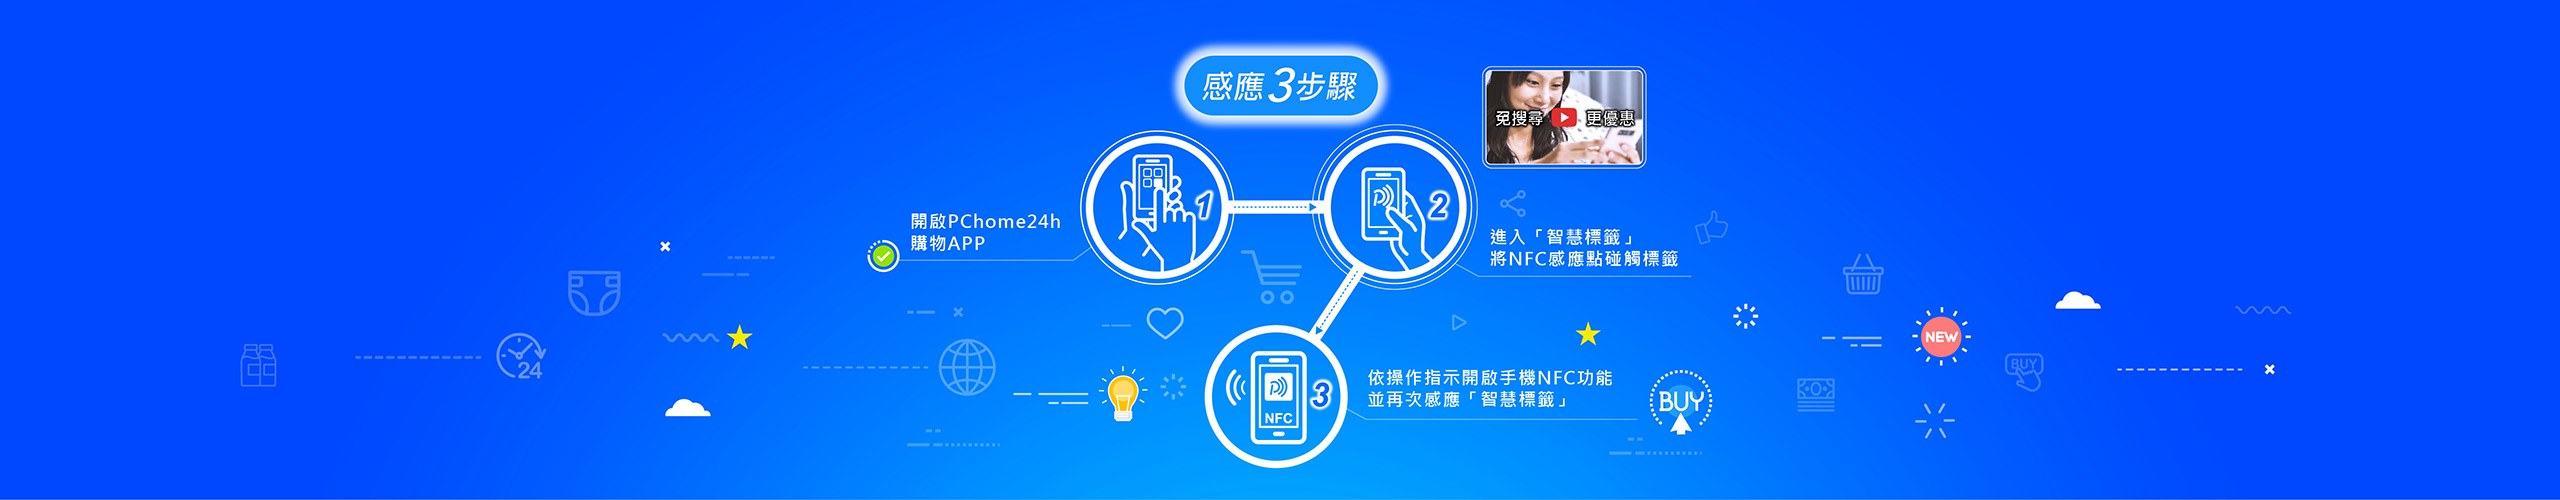 感應3步驟
免搜尋 更優惠
1
開啟PChome24h
購物APP
2
進入「智慧標籤」
將NFC感應點碰觸標籤
3
NFC
依操作指示開啟手機NFC功能
並再次感應「智慧標籤」
24
BUY
NEW
BUY